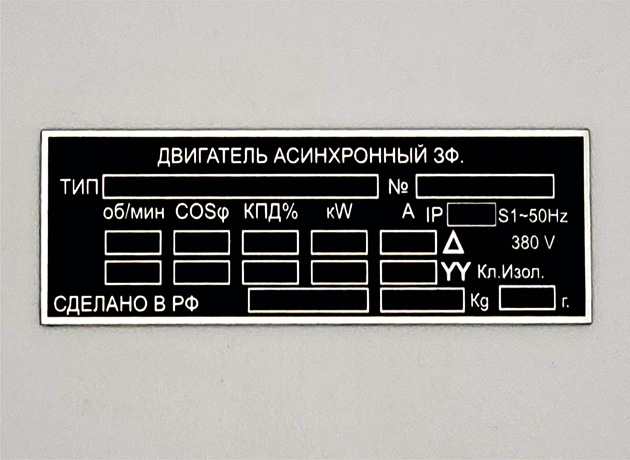 ДВИГАТЕЛЬ АСИНХРОННЫЙ 3Ф.
ТИП №
об/мин COSφ КПД% кW А IP S1~50Hz
Δ 380 V
YY Кл.Изол.
СДЕЛАНО В РФ Kg г.